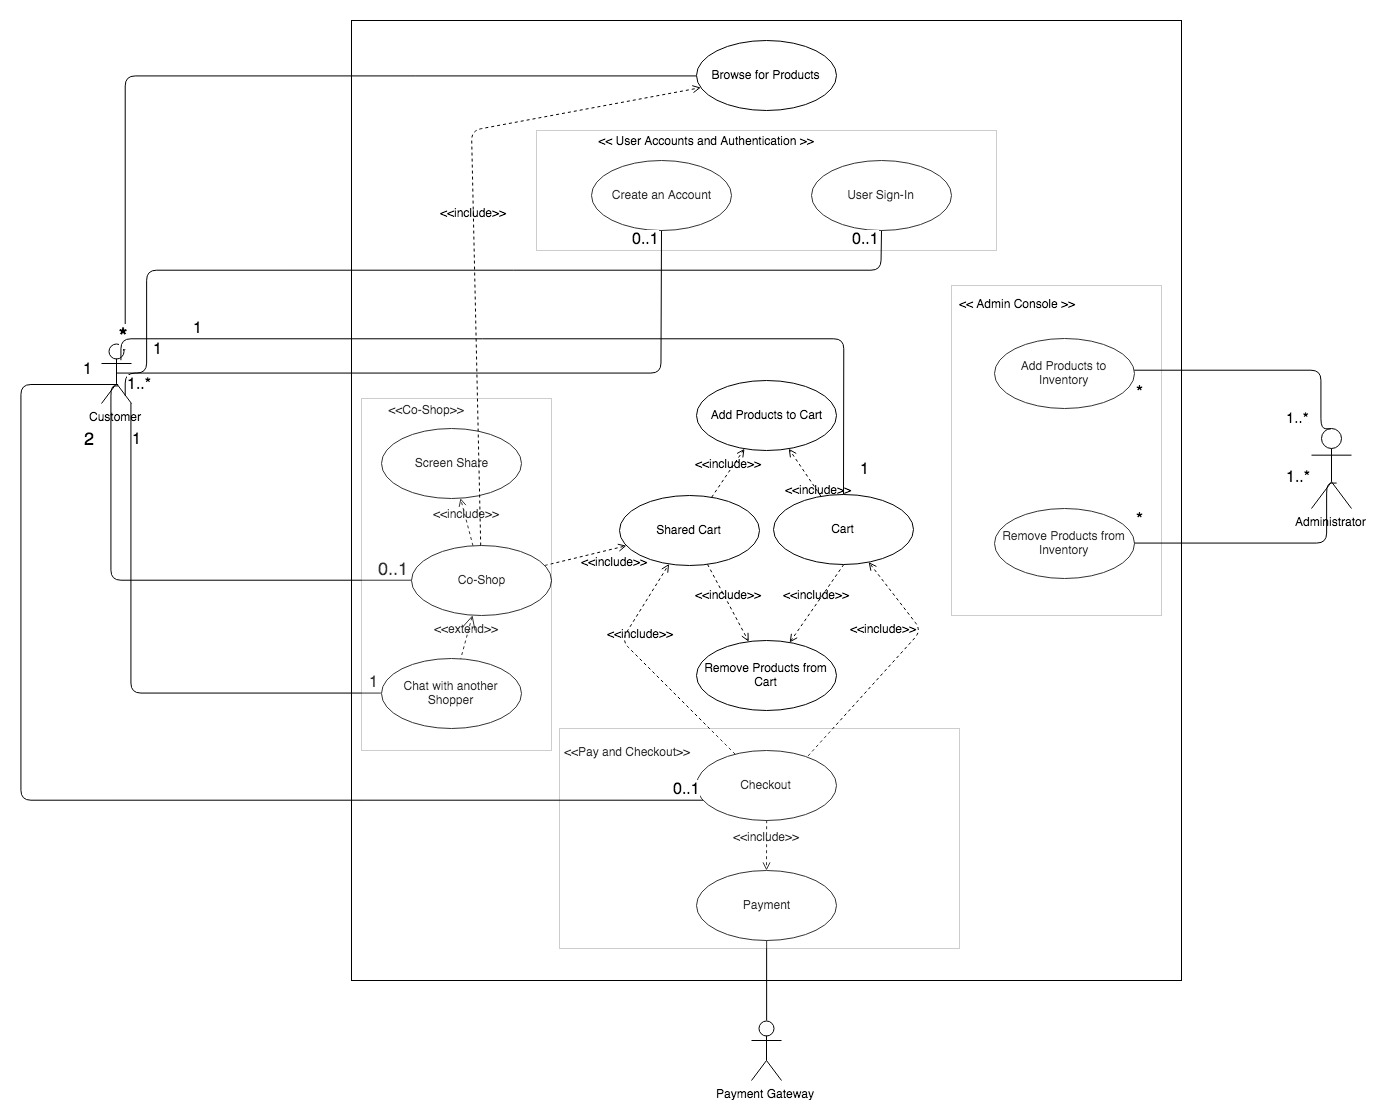 Browse for Products
<< User Accounts and Authentication >>
Create an Account
User Sign-In
<<include>>
0..1
0..1
<< Admin Console >>
*
1
1
1
1..*
Customer
2
1
Add Products to
Inventory
*
1..*
1..*
Administrator
*
Remove Products from
Inventory
<<Co-Shop>>
Screen Share
<<include>>
0..1
Co-Shop
<<extend>>
1
Chat with another
Shopper
Add Products to Cart
<<include>>
<<include>>
1
Shared Cart
Cart
<<include>>
<<include>>
<<include>>
<<include>>
<<include>>
Remove Products from
Cart
<<Pay and Checkout>>
0..1
Checkout
<<include>>
Payment
Payment Gateway